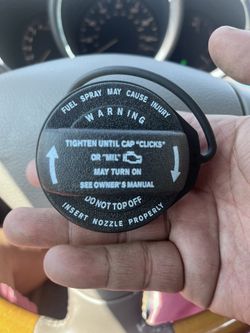 FUEL SPRAY MAY CAUSE INJURY
WARNING
TIGHTEN UNTIL CAP "CLICKS"
OR "MIL"
MAY TURN ON
SEE OWNER'S MANUAL
DO NOT TOP OFF
INSERT NOZZLE PROPERLY